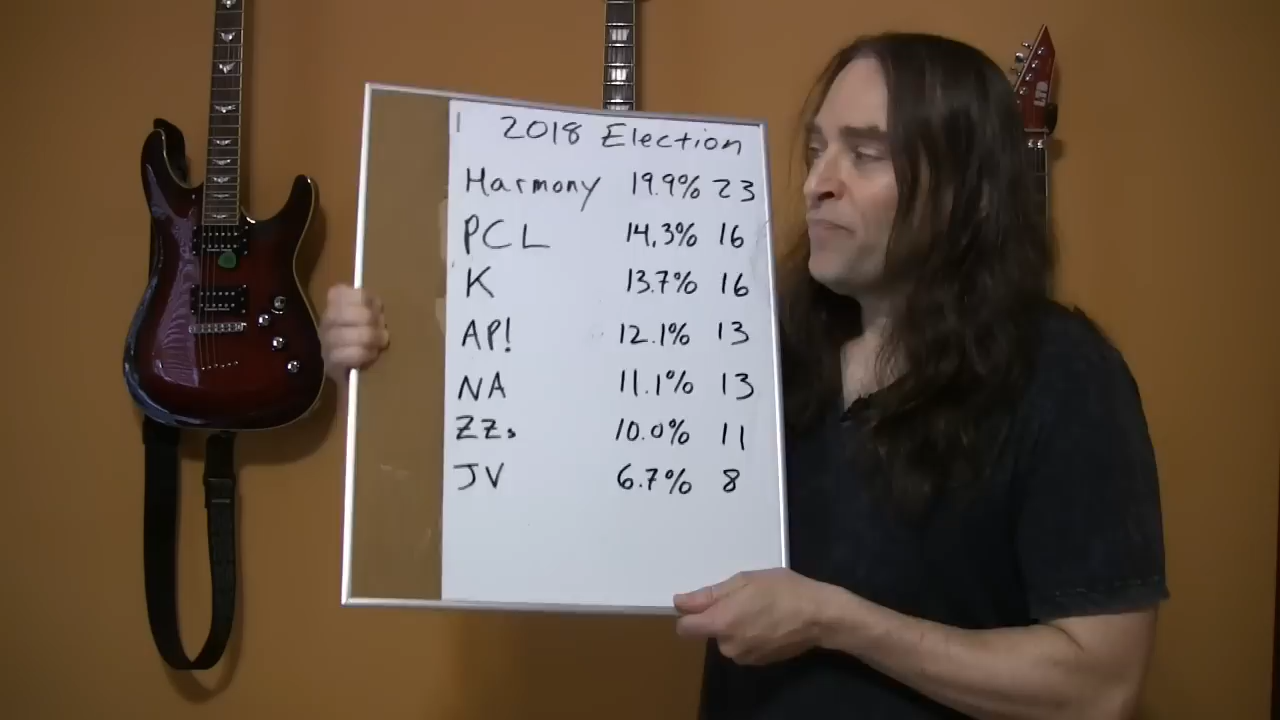 2018 Election
Harmony 19.9% 23
PCL 14.3% 16
K 13.7% 16
AP! 12.1% 13
NA 11.1% 13
ZZs 10.0% 11
JV 6.7% 8
LTD